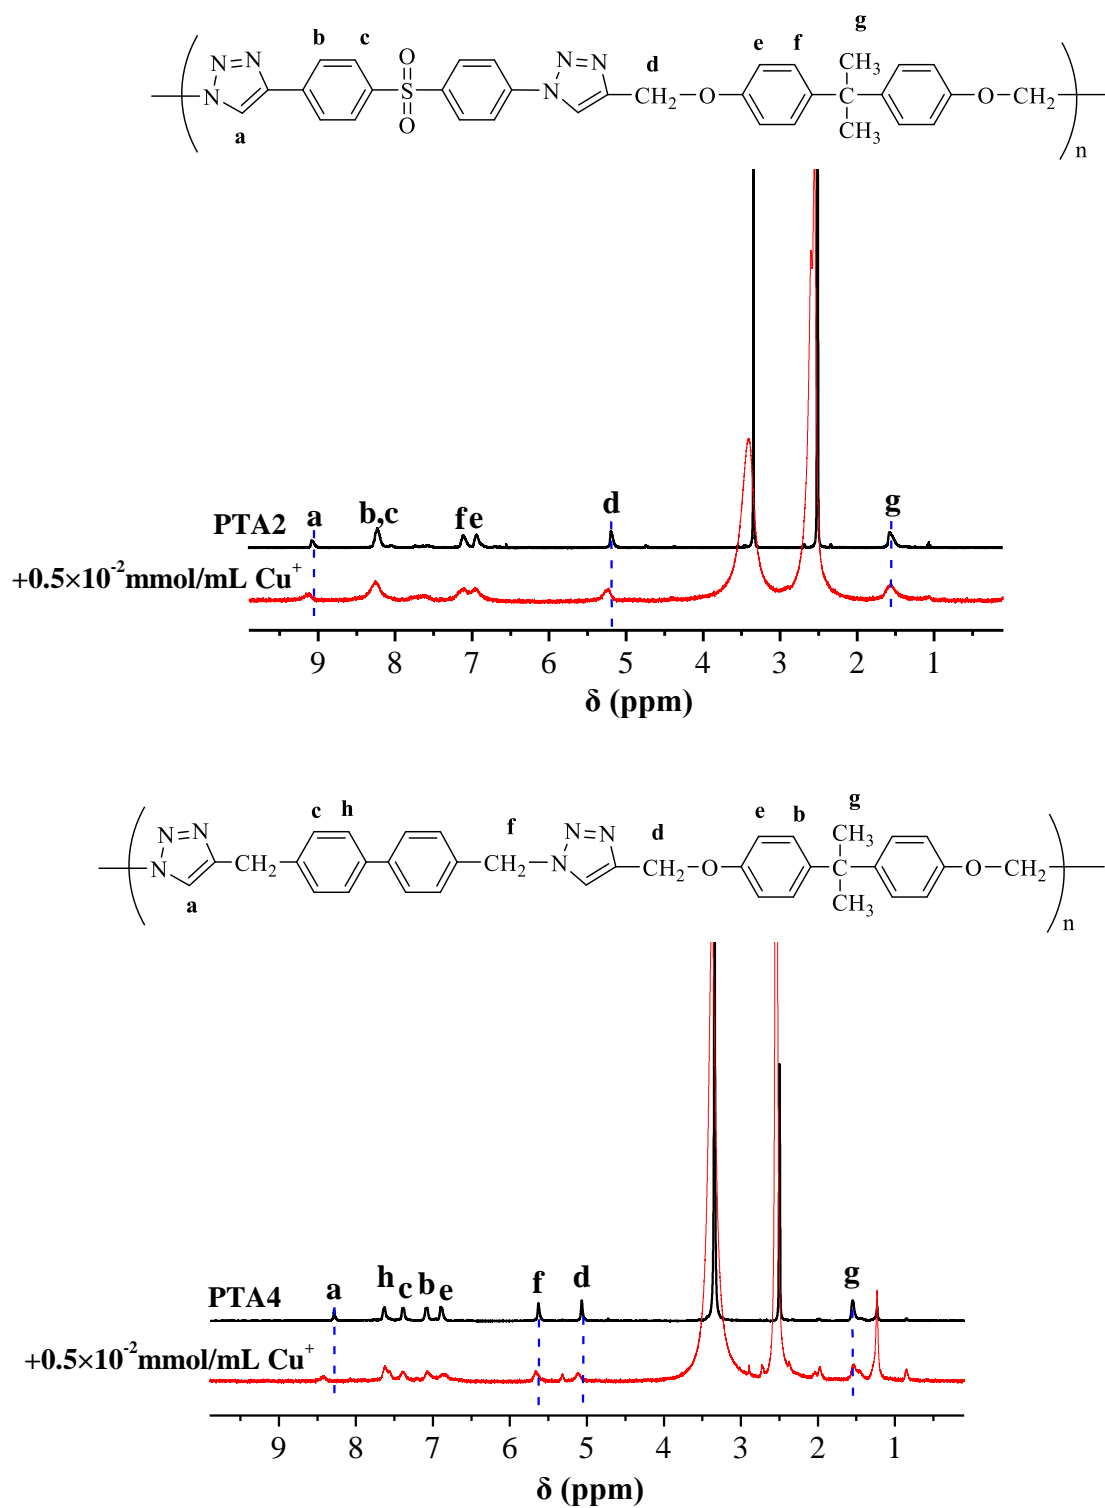 b c g
N=N O N=N d e f CH3
N N S N CH2 O O CH2
a O CH3 n
PTA2 a b,c f e d g
+0.5×10⁻²mmol/mL Cu⁺
9 8 7 6 5 4 3 2 1
δ (ppm)
c h f d e b g
N=N N=N CH3
N N CH2 CH2 N N CH2 O O CH2
a CH3 n
PTA4 a h c b e f d g
+0.5×10⁻²mmol/mL Cu⁺
9 8 7 6 5 4 3 2 1
δ (ppm)